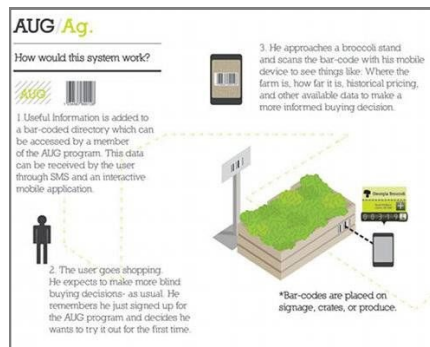 AUG/Ag.
How would this system work?
AUG
1. Useful Information is added to
a bar-coded directory which can
be accessed by a member
of the AUG program. This data
can be received by the user
through SMS and an interactive
mobile application.
2. The user goes shopping.
He expects to make more blind
buying decisions- as usual. He
remembers he just signed up for
the AUG program and decides he
wants to try it out for the first time.
3. He approaches a broccoli stand
and scans the bar-code with his mobile
device to see things like: Where the
farm is, how far it is, historical pricing,
and other available data to make a
more informed buying decision.
Georgia Broccoli
*Bar-codes are placed on
signage, crates, or produce.